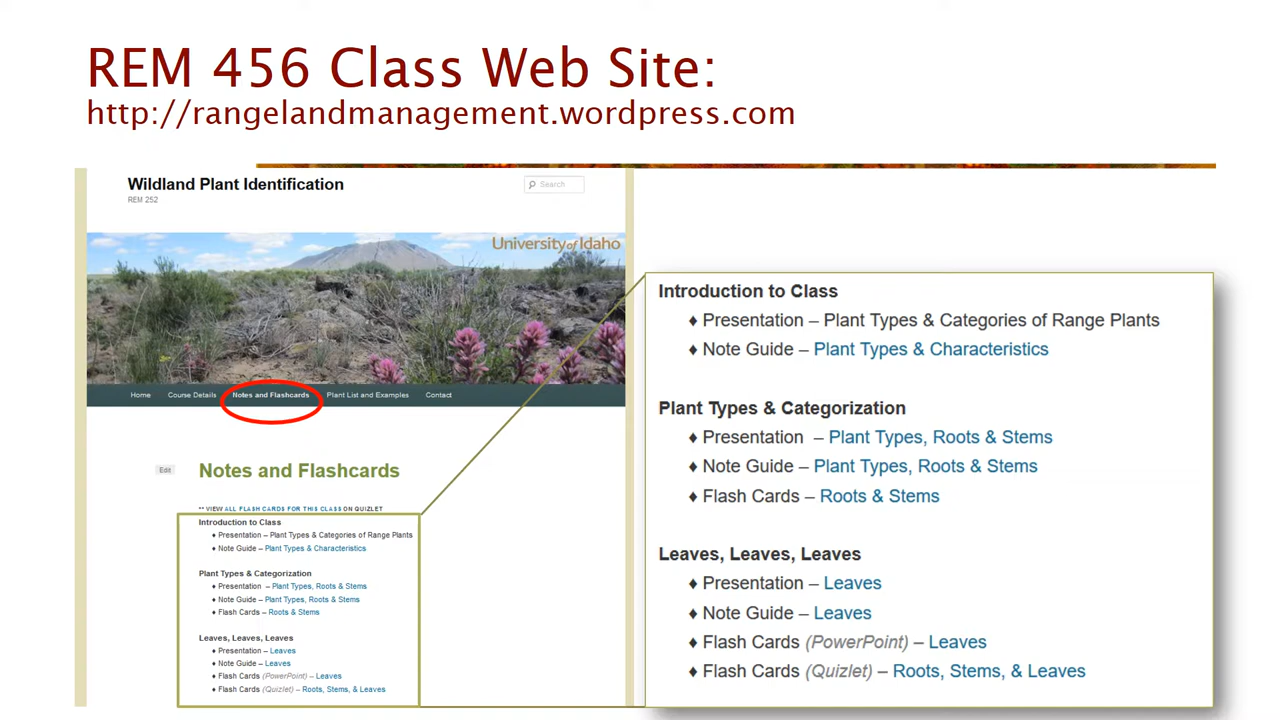 REM 456 Class Web Site:
http://rangelandmanagement.wordpress.com
Wildland Plant Identification
REM 252
Search
University of Idaho
Home Course Details Notes and Flashcards Plant List and Examples Contact
Edit
Notes and Flashcards
** VIEW ALL FLASH CARDS FOR THIS CLASS ON QUIZLET
Introduction to Class
♦ Presentation – Plant Types & Categories of Range Plants
♦ Note Guide – Plant Types & Characteristics
Plant Types & Categorization
♦ Presentation – Plant Types, Roots & Stems
♦ Note Guide – Plant Types, Roots & Stems
♦ Flash Cards – Roots & Stems
Leaves, Leaves, Leaves
♦ Presentation – Leaves
♦ Note Guide – Leaves
♦ Flash Cards (PowerPoint) – Leaves
♦ Flash Cards (Quizlet) – Roots, Stems, & Leaves
Introduction to Class
♦ Presentation – Plant Types & Categories of Range Plants
♦ Note Guide – Plant Types & Characteristics
Plant Types & Categorization
♦ Presentation – Plant Types, Roots & Stems
♦ Note Guide – Plant Types, Roots & Stems
♦ Flash Cards – Roots & Stems
Leaves, Leaves, Leaves
♦ Presentation – Leaves
♦ Note Guide – Leaves
♦ Flash Cards (PowerPoint) – Leaves
♦ Flash Cards (Quizlet) – Roots, Stems, & Leaves